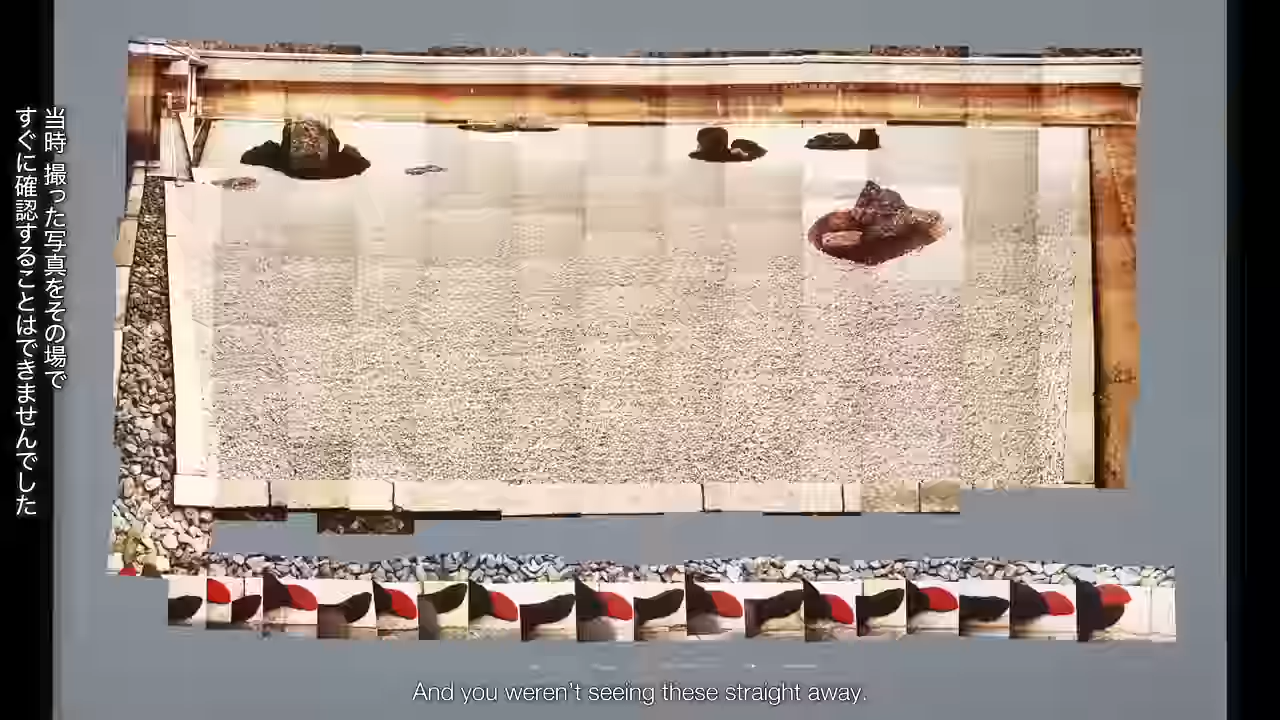 当時 撮った写真をその場で
すぐに確認することはできませんでした
And you weren't seeing these straight away.